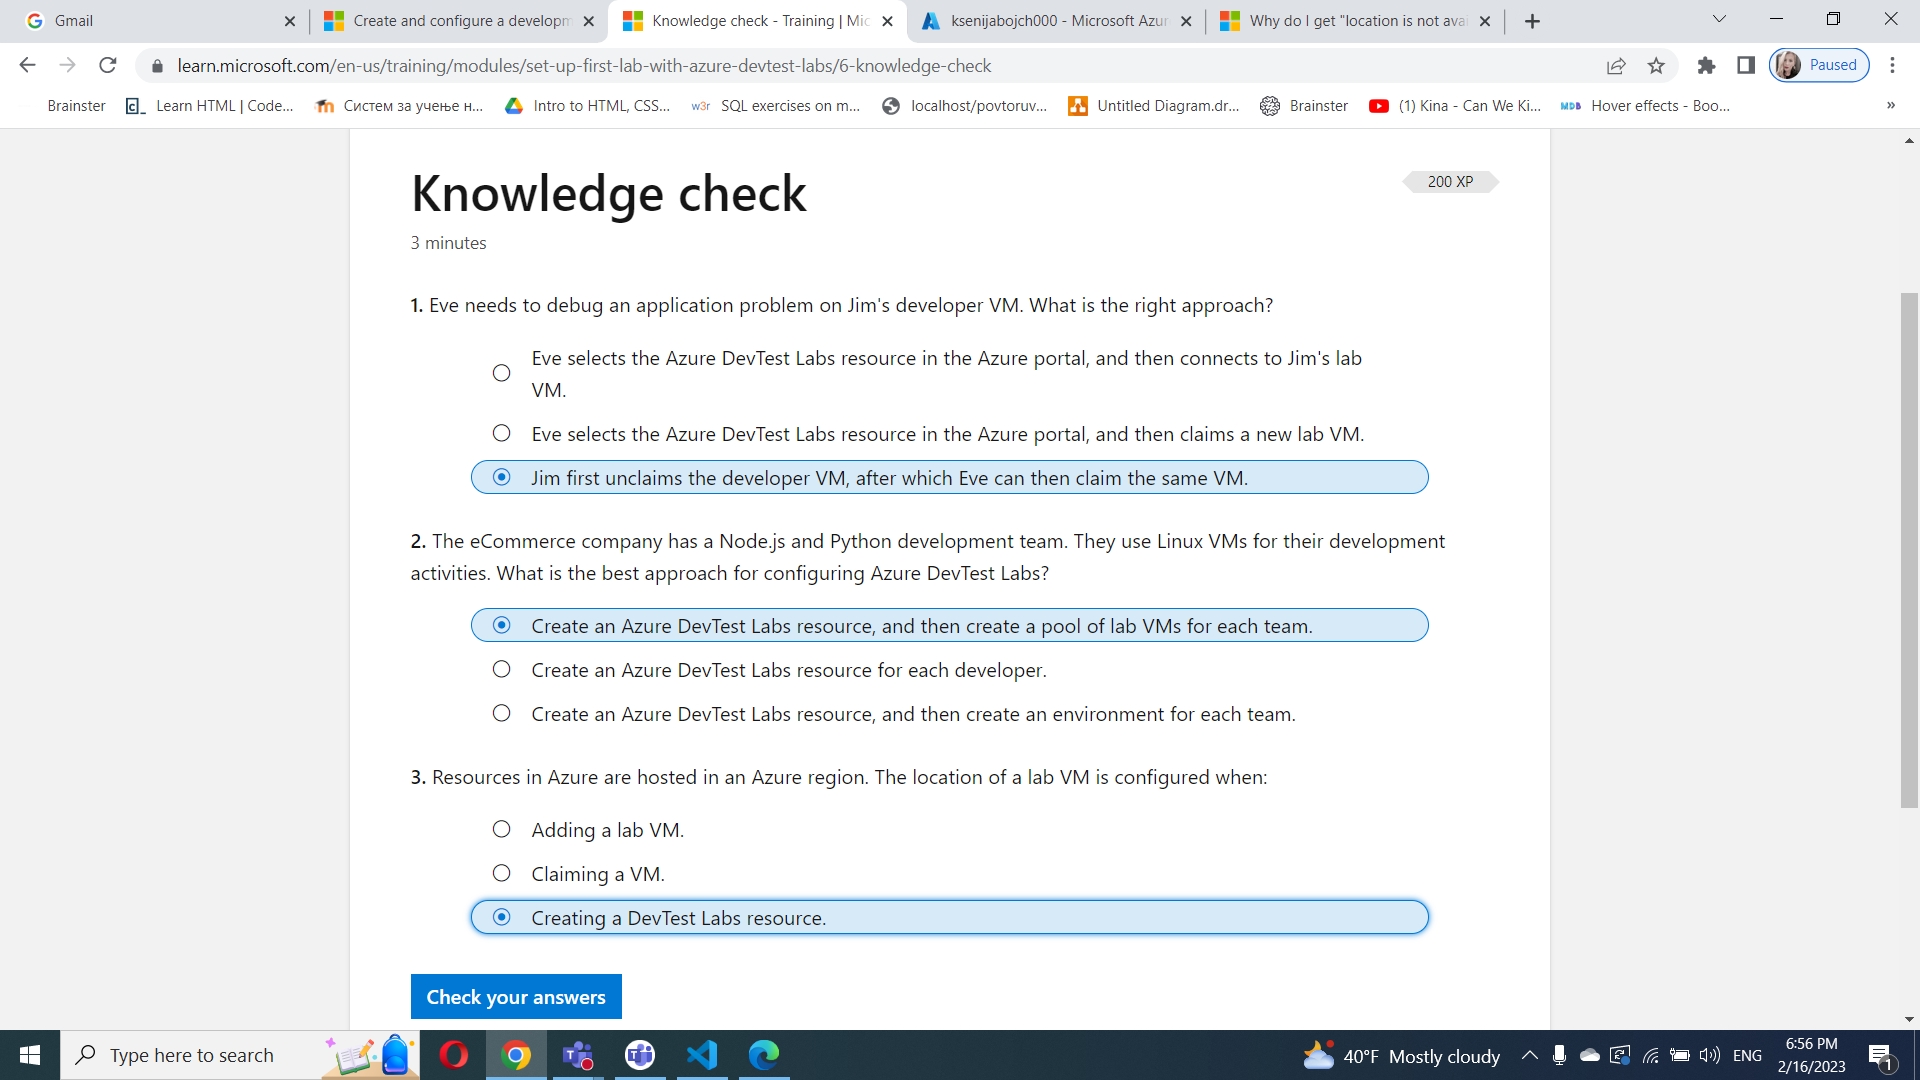 Gmail
Create and configure a developm
Knowledge check - Training | Mic
ksenijabojch000 - Microsoft Azur
Why do I get "location is not avai
learn.microsoft.com/en-us/training/modules/set-up-first-lab-with-azure-devtest-labs/6-knowledge-check
Paused
Brainster
Learn HTML | Code...
Систем за учење н...
Intro to HTML, CSS...
w3r
SQL exercises on m...
localhost/povtoruv...
Untitled Diagram.dr...
Brainster
(1) Kina - Can We Ki...
MDB
Hover effects - Boo...
»
Knowledge check
200 XP
3 minutes
1. Eve needs to debug an application problem on Jim's developer VM. What is the right approach?
Eve selects the Azure DevTest Labs resource in the Azure portal, and then connects to Jim's lab
VM.
Eve selects the Azure DevTest Labs resource in the Azure portal, and then claims a new lab VM.
Jim first unclaims the developer VM, after which Eve can then claim the same VM.
2. The eCommerce company has a Node.js and Python development team. They use Linux VMs for their development
activities. What is the best approach for configuring Azure DevTest Labs?
Create an Azure DevTest Labs resource, and then create a pool of lab VMs for each team.
Create an Azure DevTest Labs resource for each developer.
Create an Azure DevTest Labs resource, and then create an environment for each team.
3. Resources in Azure are hosted in an Azure region. The location of a lab VM is configured when:
Adding a lab VM.
Claiming a VM.
Creating a DevTest Labs resource.
Check your answers
Type here to search
40°F Mostly cloudy
ENG
6:56 PM
2/16/2023
1